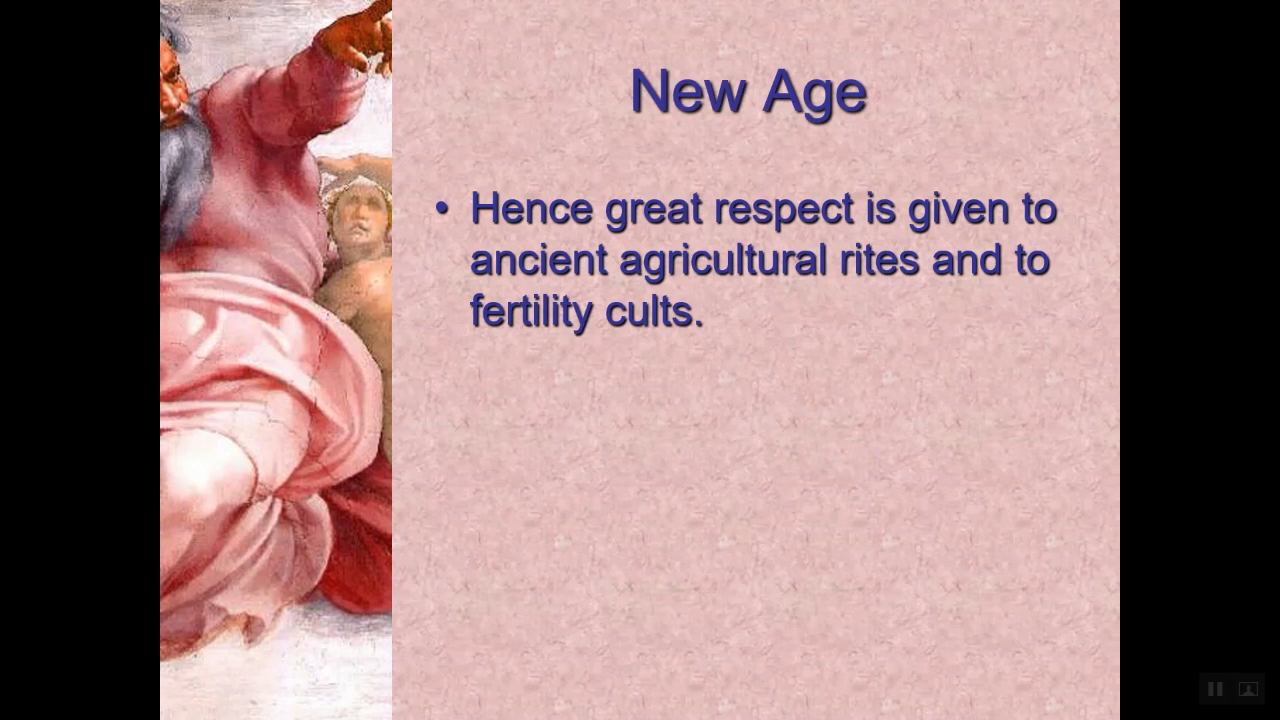 New Age
• Hence great respect is given to
ancient agricultural rites and to
fertility cults.